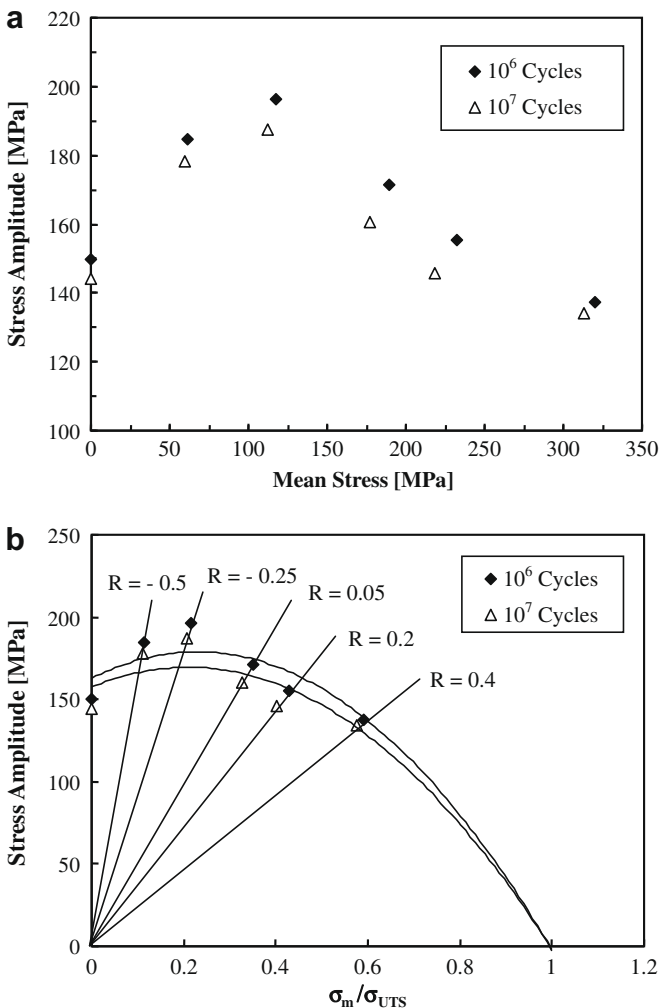 a
220
200
180
160
140
120
100
Stress Amplitude [MPa]
10⁶ Cycles
10⁷ Cycles
0
50
100
150
200
250
300
350
Mean Stress [MPa]
b
250
200
150
100
50
0
Stress Amplitude [MPa]
R = - 0.5
R = - 0.25
R = 0.05
R = 0.2
R = 0.4
10⁶ Cycles
10⁷ Cycles
0
0.2
0.4
0.6
0.8
1
1.2
σm/σUTS